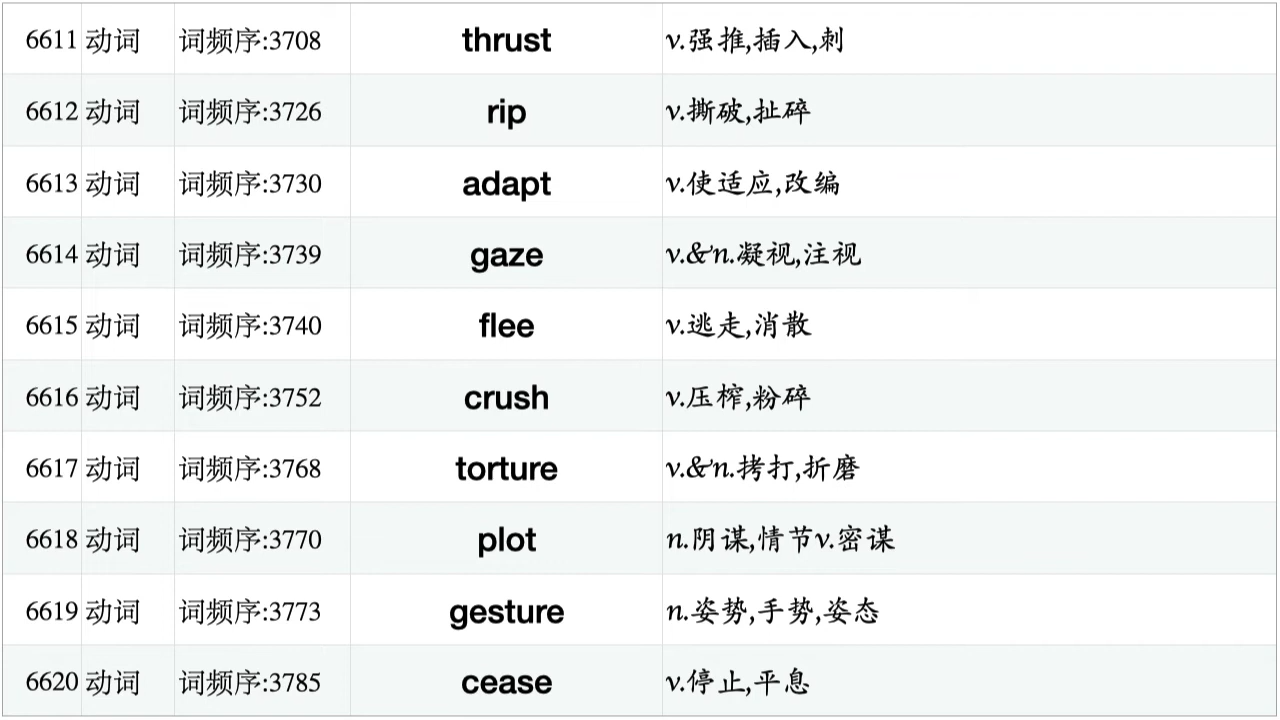 6611 动词 词频序:3708 thrust v.强推,插入,刺
6612 动词 词频序:3726 rip v.撕破,扯碎
6613 动词 词频序:3730 adapt v.使适应,改编
6614 动词 词频序:3739 gaze v.&n.凝视,注视
6615 动词 词频序:3740 flee v.逃走,消散
6616 动词 词频序:3752 crush v.压榨,粉碎
6617 动词 词频序:3768 torture v.&n.拷打,折磨
6618 动词 词频序:3770 plot n.阴谋,情节v.密谋
6619 动词 词频序:3773 gesture n.姿势,手势,姿态
6620 动词 词频序:3785 cease v.停止,平息